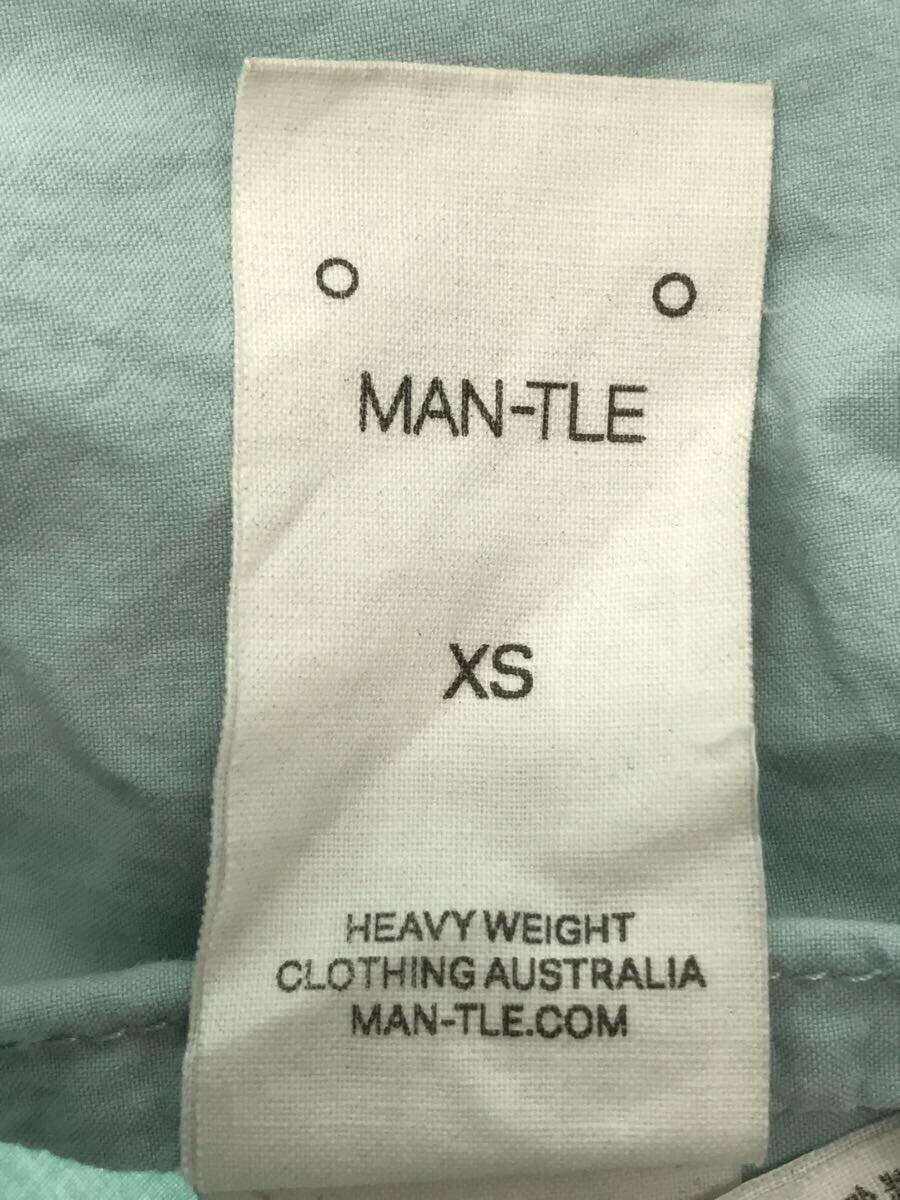 MAN-TLE
XS
HEAVY WEIGHT
CLOTHING AUSTRALIA
MAN-TLE.COM